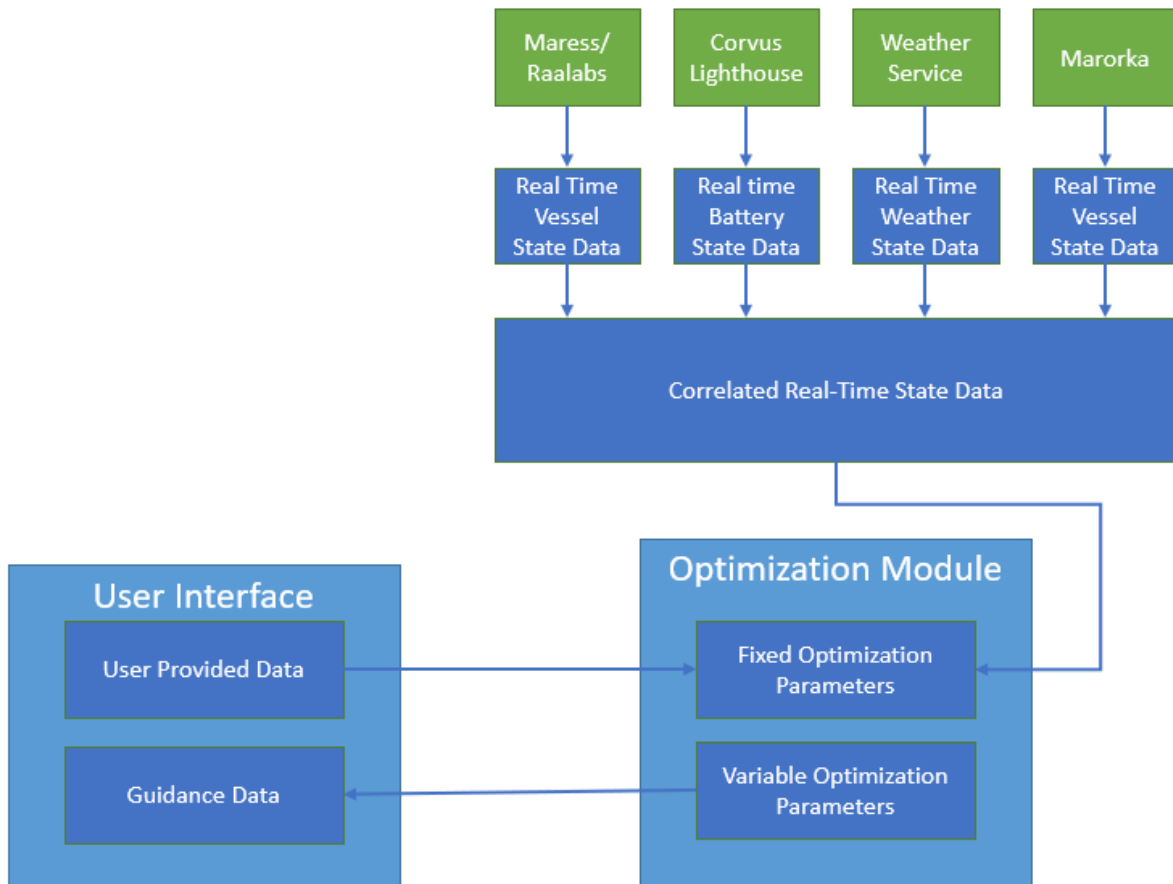 Maress/
Raalabs
Corvus
Lighthouse
Weather
Service
Marorka
Real Time
Vessel
State Data
Real time
Battery
State Data
Real Time
Weather
State Data
Real Time
Vessel
State Data
Correlated Real-Time State Data
User Interface
User Provided Data
Guidance Data
Optimization Module
Fixed Optimization
Parameters
Variable Optimization
Parameters